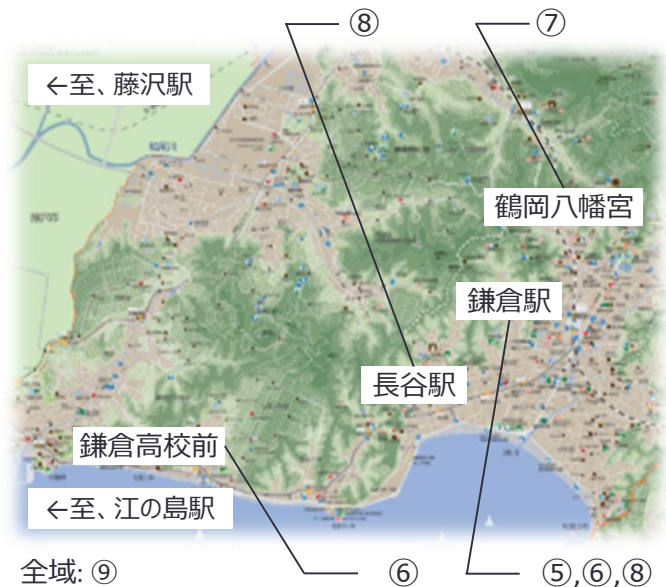 ⑧ ⑦
←至、藤沢駅
鶴岡八幡宮
鎌倉駅
長谷駅
鎌倉高校前
←至、江の島駅
全域: ⑨ ⑥ ⑤,⑥,⑧